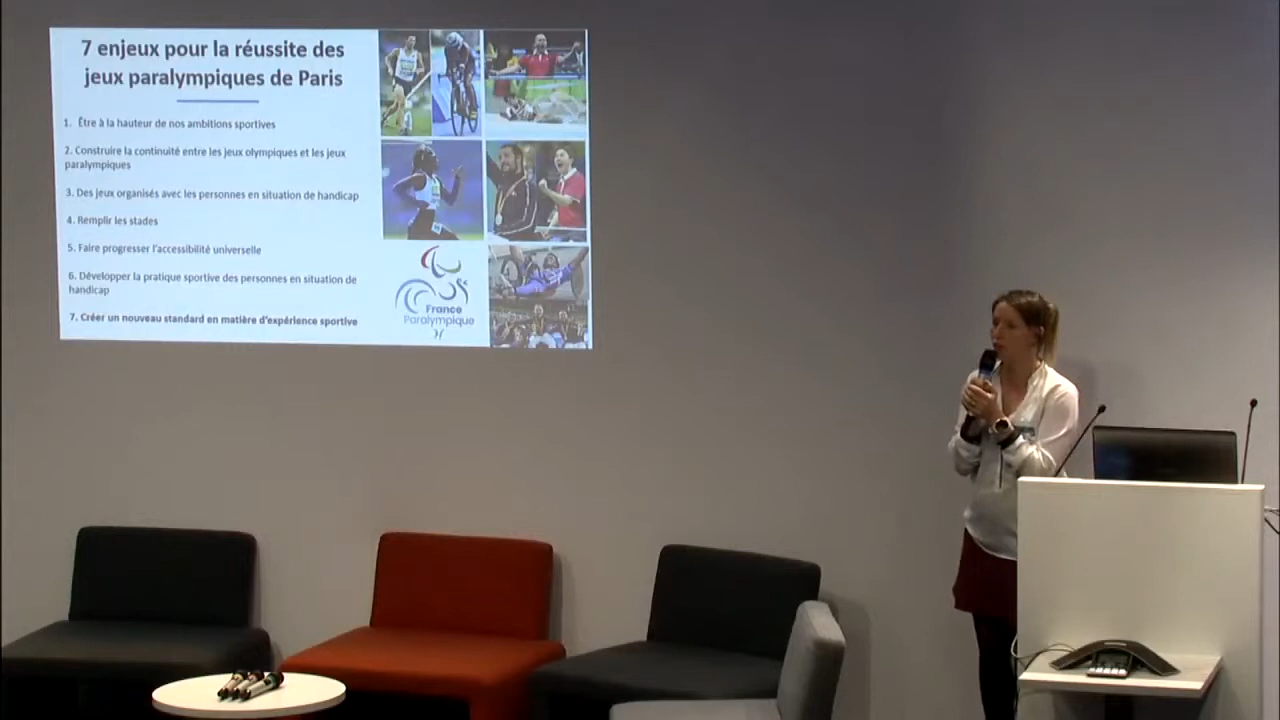 7 enjeux pour la réussite des
jeux paralympiques de Paris
1. Être à la hauteur de nos ambitions sportives
2. Construire la continuité entre les jeux olympiques et les jeux
paralympiques
3. Des jeux organisés avec les personnes en situation de handicap
4. Remplir les stades
5. Faire progresser l'accessibilité universelle
6. Développer la pratique sportive des personnes en situation de
handicap
7. Créer un nouveau standard en matière d'expérience sportive
France
Paralympique